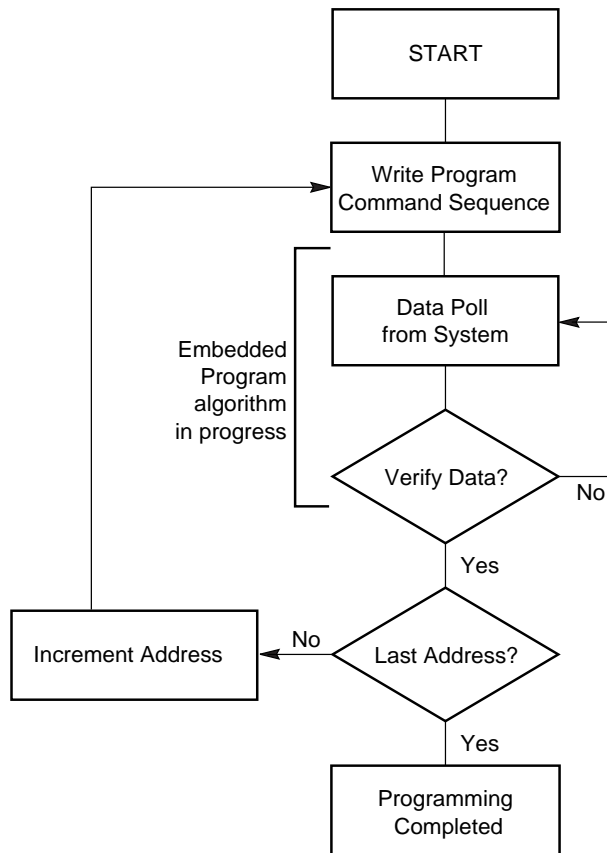 START
Write Program
Command Sequence
Data Poll
from System
Embedded
Program
algorithm
in progress
Verify Data?
No
Yes
Increment Address
No
Last Address?
Yes
Programming
Completed